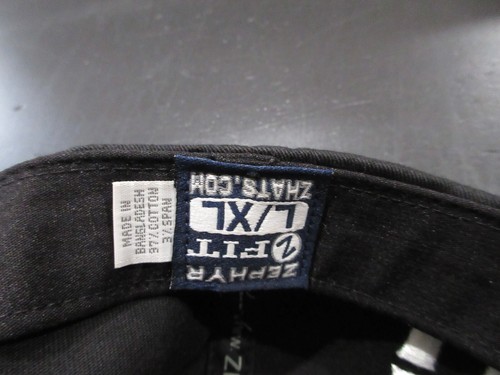 ZEPHYR
Z FIT
L/XL
ZHATS.COM
MADE IN
BANGLADESH
97% COTTON
3% SPAN